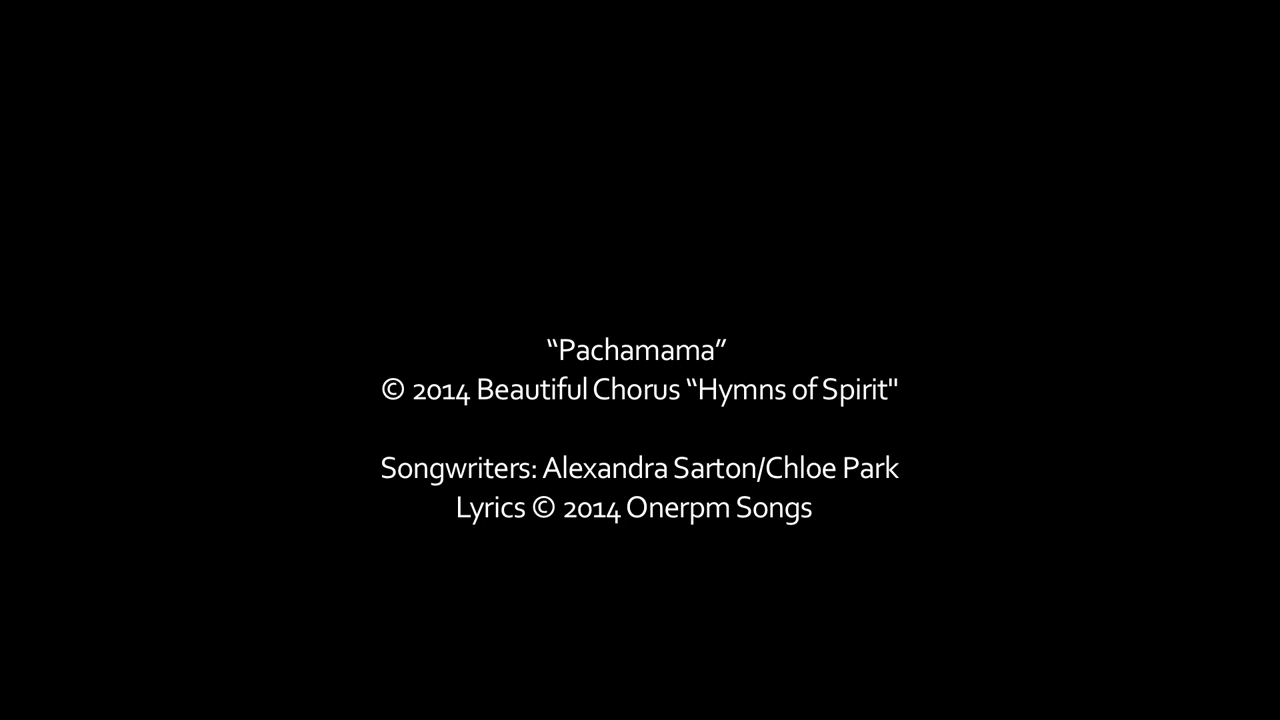 “Pachamama”
© 2014 Beautiful Chorus “Hymns of Spirit"
Songwriters: Alexandra Sarton/Chloe Park
Lyrics © 2014 Onerpm Songs